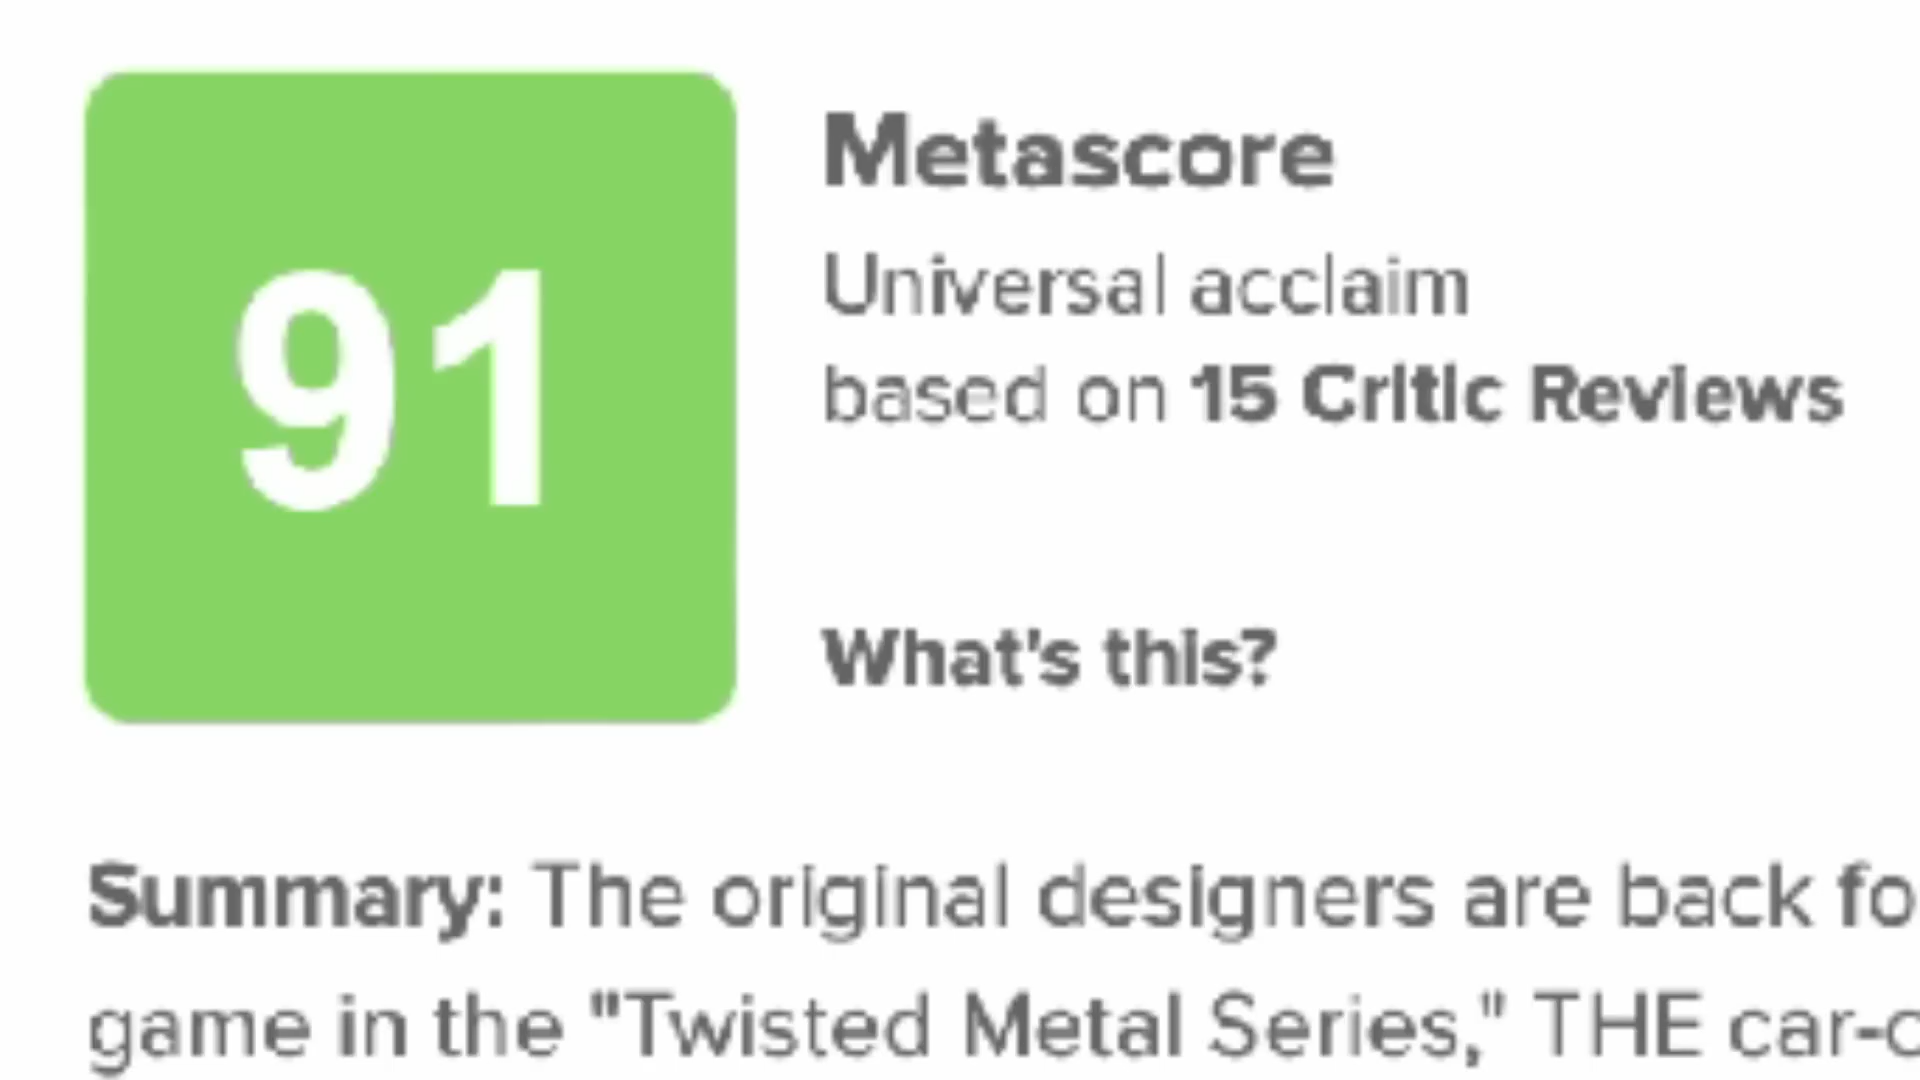 91
Metascore
Universal acclaim
based on 15 Critic Reviews
What's this?
Summary: The original designers are back fo
game in the "Twisted Metal Series," THE car-c